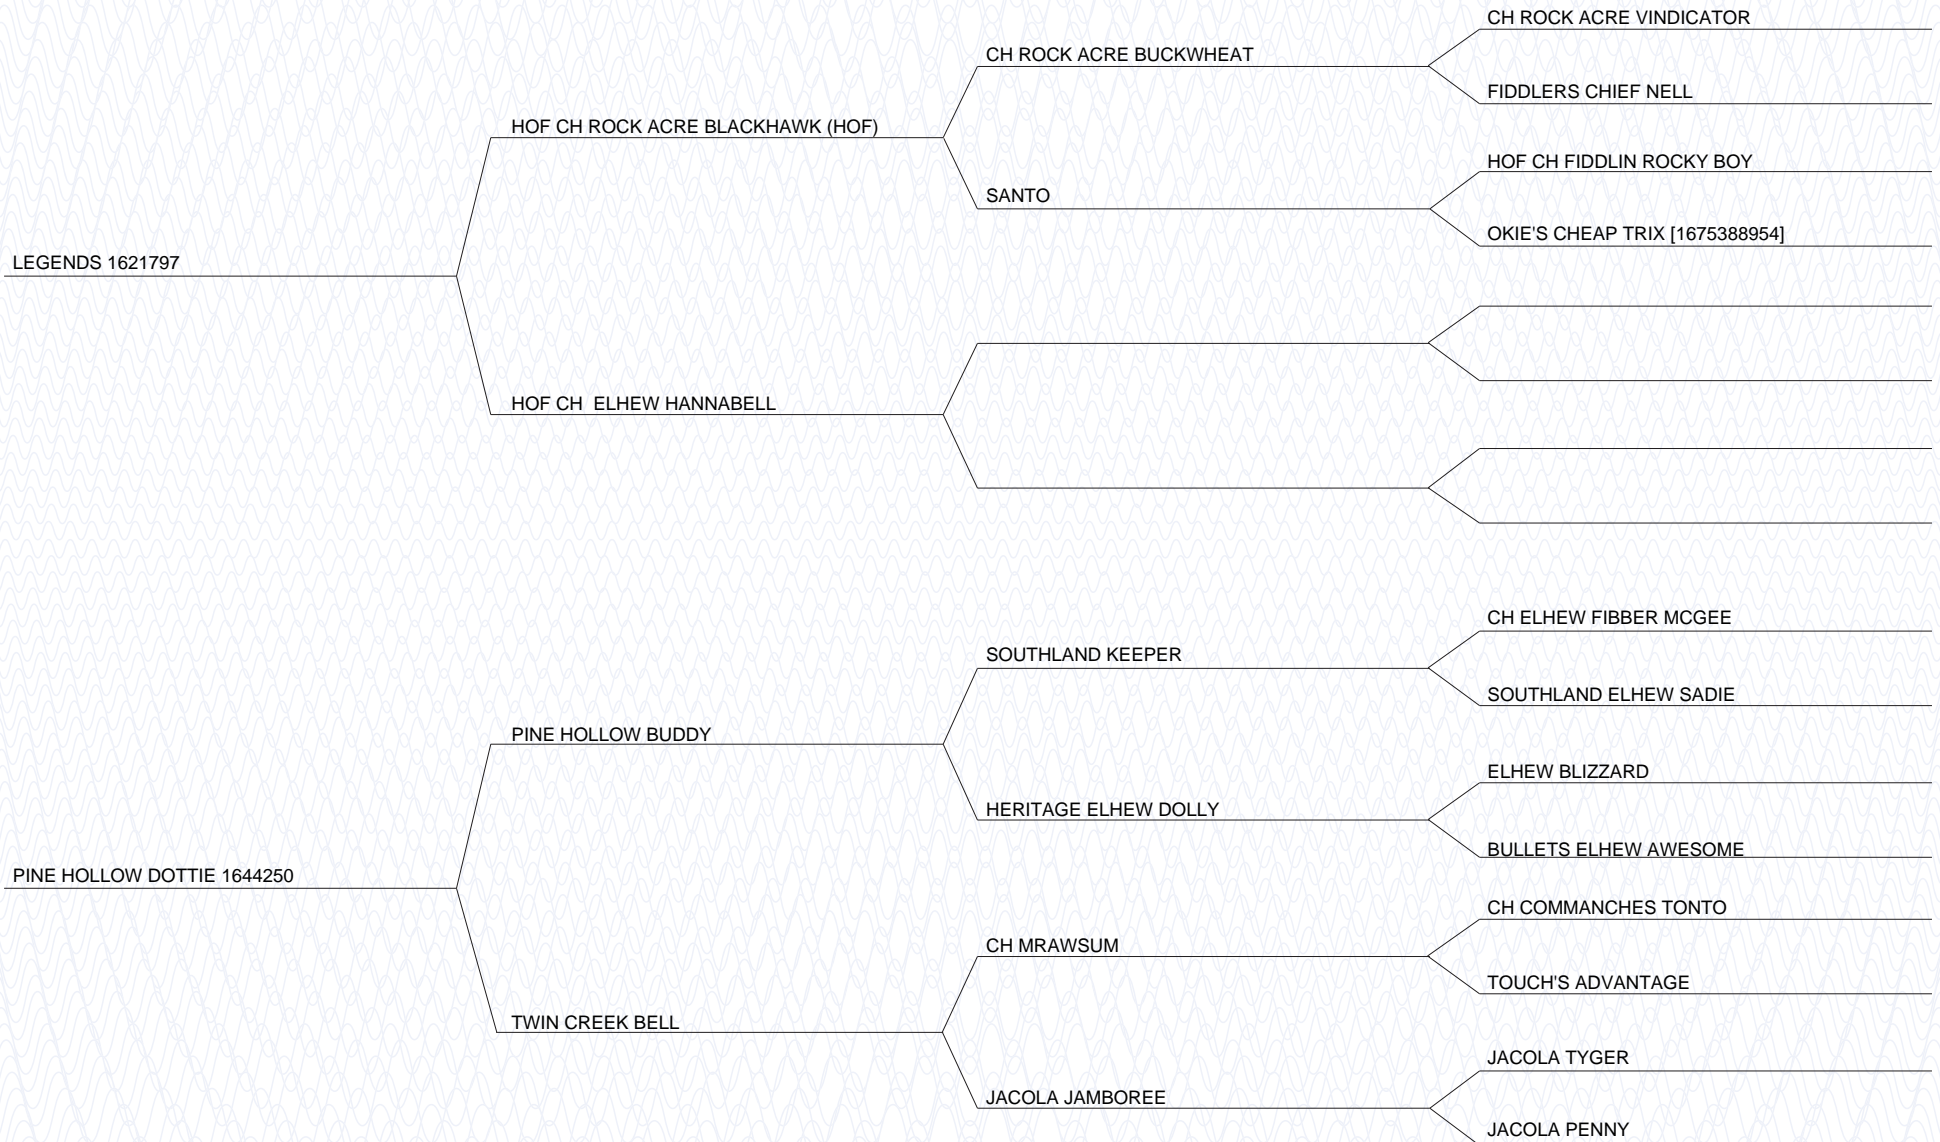 CH ROCK ACRE VINDICATOR
CH ROCK ACRE BUCKWHEAT
FIDDLERS CHIEF NELL
HOF CH ROCK ACRE BLACKHAWK (HOF)
HOF CH FIDDLIN ROCKY BOY
SANTO
OKIE'S CHEAP TRIX [1675388954]
LEGENDS 1621797
HOF CH  ELHEW HANNABELL
CH ELHEW FIBBER MCGEE
SOUTHLAND KEEPER
SOUTHLAND ELHEW SADIE
PINE HOLLOW BUDDY
ELHEW BLIZZARD
HERITAGE ELHEW DOLLY
BULLETS ELHEW AWESOME
PINE HOLLOW DOTTIE 1644250
CH COMMANCHES TONTO
CH MRAWSUM
TOUCH'S ADVANTAGE
TWIN CREEK BELL
JACOLA TYGER
JACOLA JAMBOREE
JACOLA PENNY